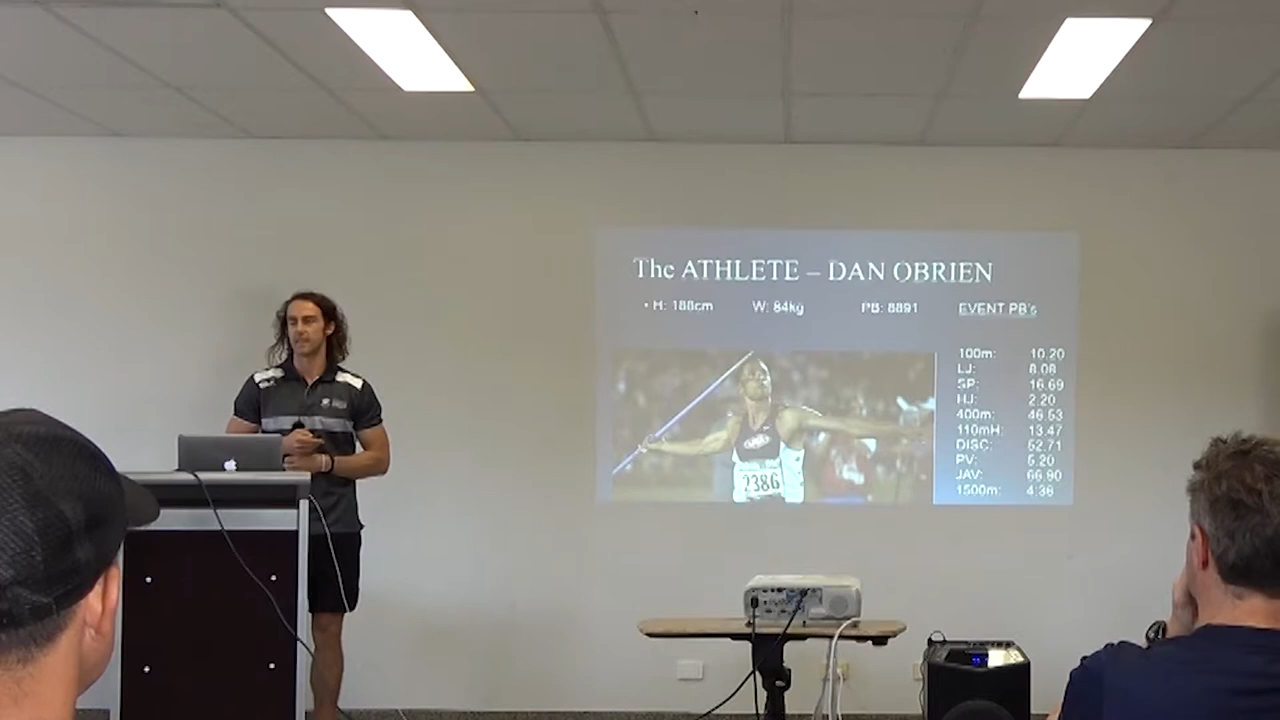 The ATHLETE – DAN OBRIEN
• H: 188cm W: 84kg PB: 8891 EVENT PB's
100m: 10.20
LJ: 8.08
SP: 16.69
HJ: 2.20
400m: 46.53
110mH: 13.47
DISC: 52.71
PV: 5.20
JAV: 66.90
1500m: 4:36
2386